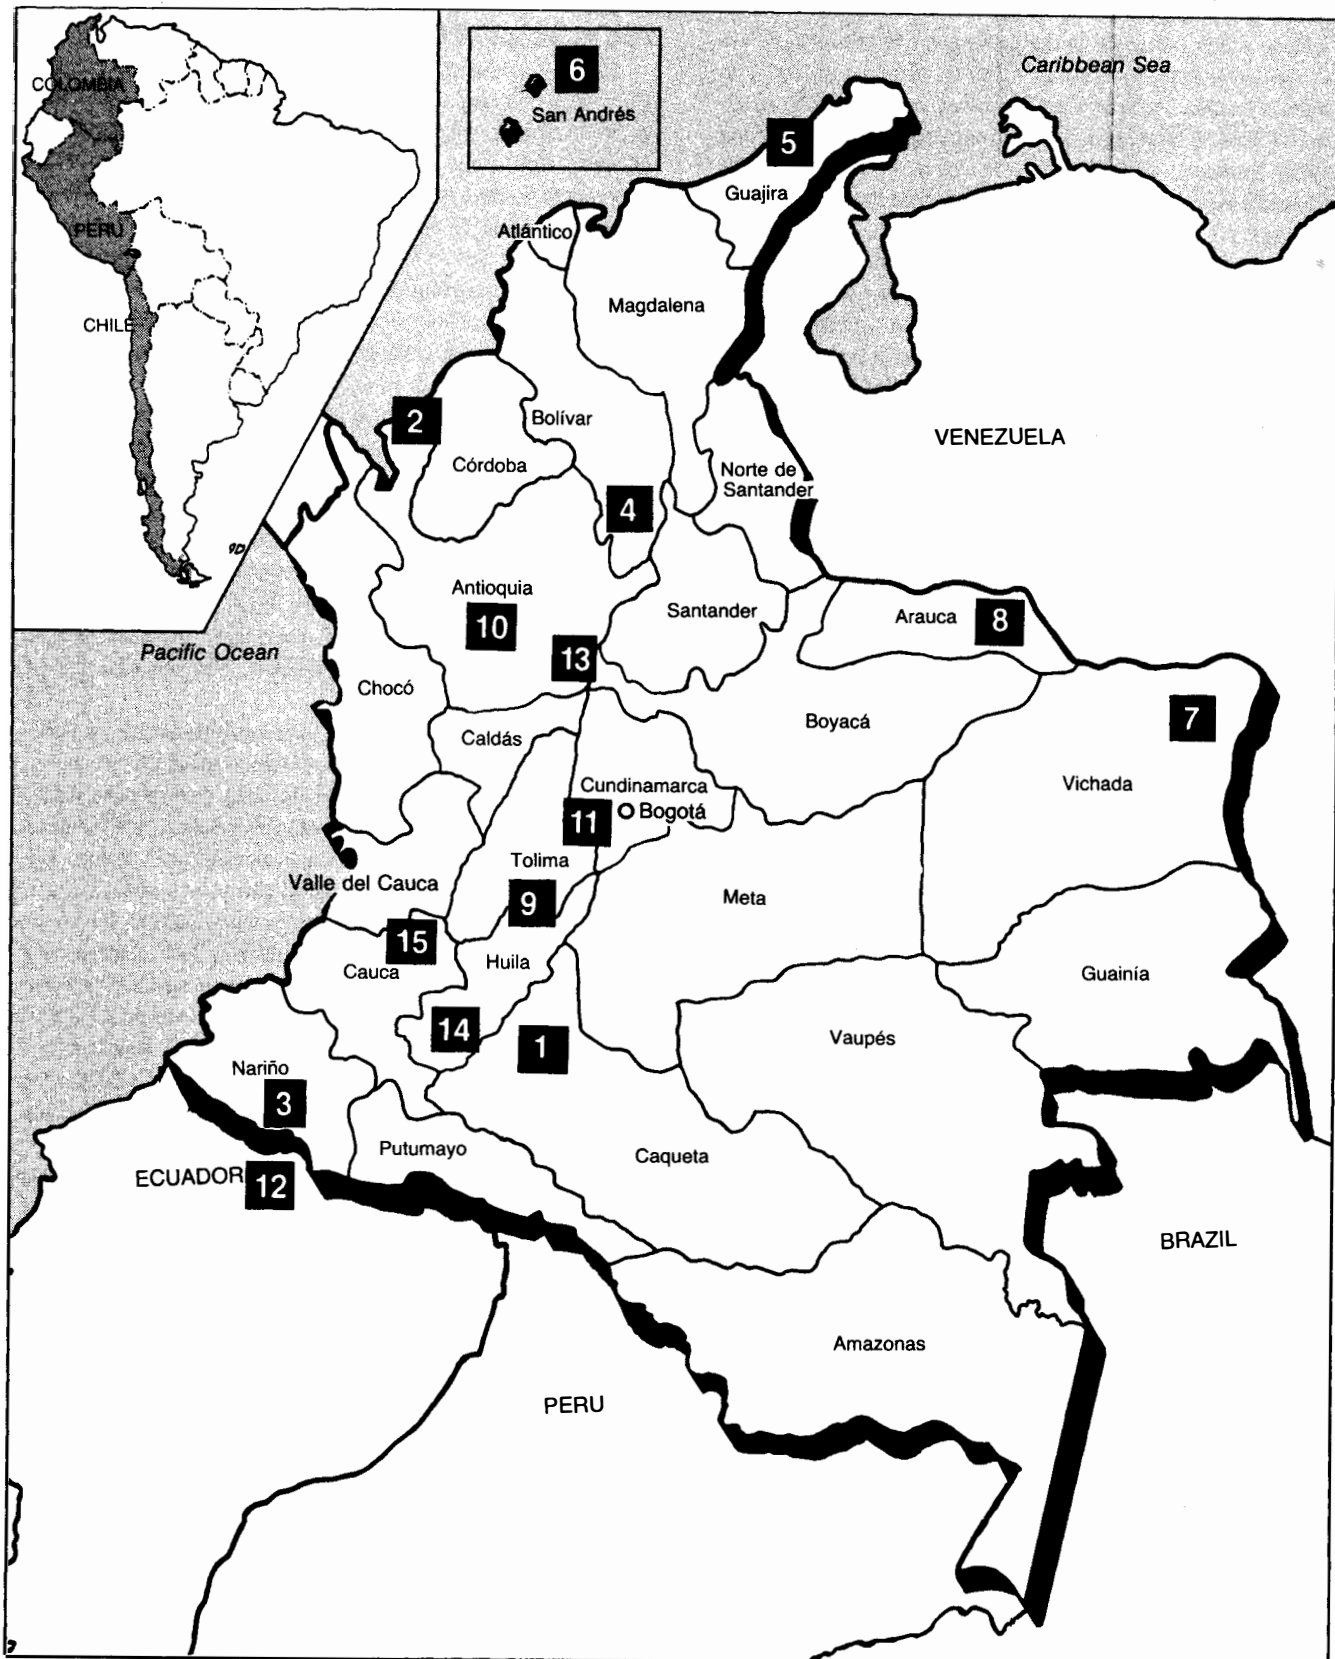 COLOMBIA
PERU
CHILE
6
San Andrés
Caribbean Sea
5
Guajira
Atlántico
Magdalena
2
Bolívar
Córdoba
VENEZUELA
Norte de
Santander
4
Antioquia
10
Santander
Arauca
8
Pacific Ocean
13
Chocó
Boyacá
7
Caldás
Cundinamarca
Bogotá
11
Vichada
Tolima
Valle del Cauca
9
Meta
15
Cauca
Huila
Guainía
14
1
Vaupés
Nariño
3
Putumayo
Caqueta
ECUADOR
12
BRAZIL
Amazonas
PERU